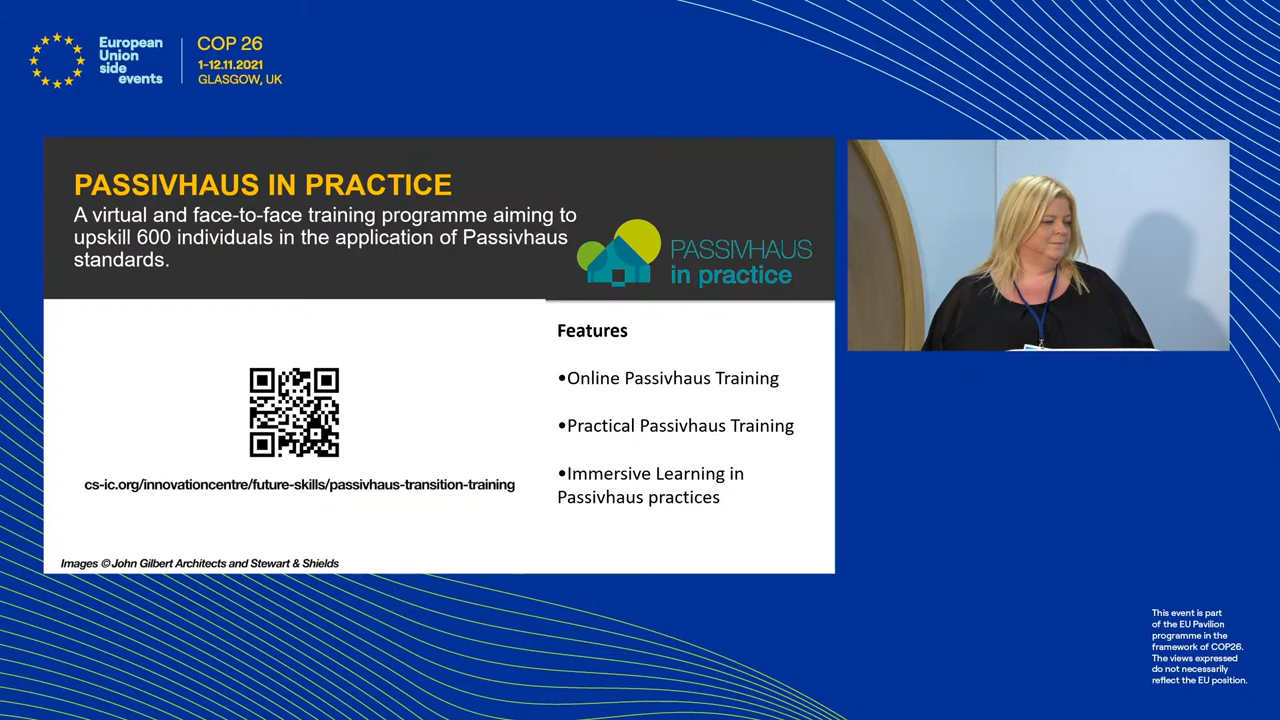 European
Union
side
events
COP 26
1-12.11.2021
GLASGOW, UK
PASSIVHAUS IN PRACTICE
A virtual and face-to-face training programme aiming to
upskill 600 individuals in the application of Passivhaus
standards.
PASSIVHAUS
in practice
Features
•Online Passivhaus Training
•Practical Passivhaus Training
•Immersive Learning in
Passivhaus practices
cs-ic.org/innovationcentre/future-skills/passivhaus-transition-training
Images © John Gilbert Architects and Stewart & Shields
This event is part
of the EU Pavilion
programme in the
framework of COP26.
The views expressed
do not necessarily
reflect the EU position.